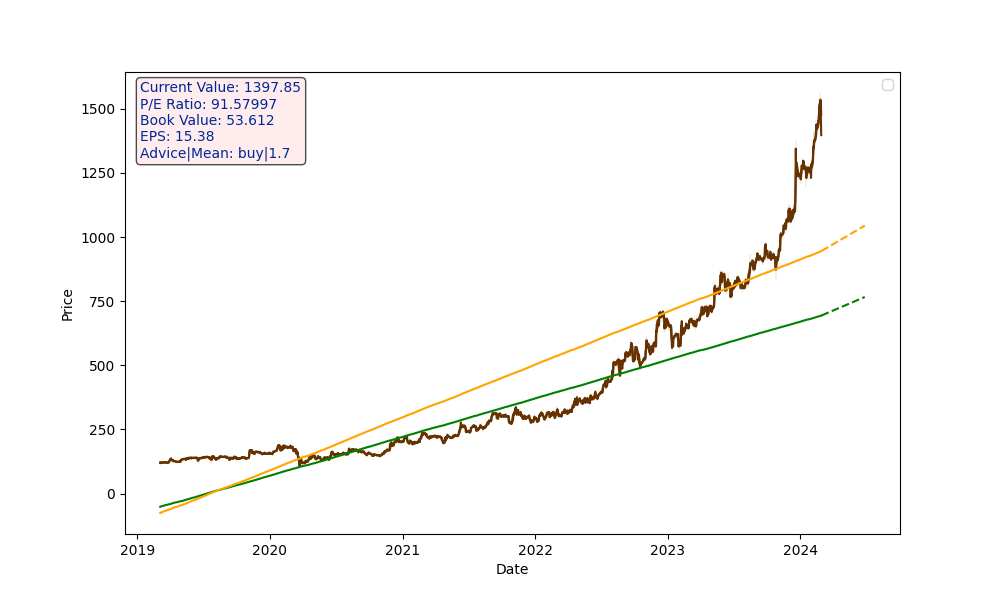 Current Value: 1397.85
P/E Ratio: 91.57997
Book Value: 53.612
EPS: 15.38
Advice|Mean: buy|1.7
1500
1250
1000
750
500
250
0
Price
2019 2020 2021 2022 2023 2024
Date